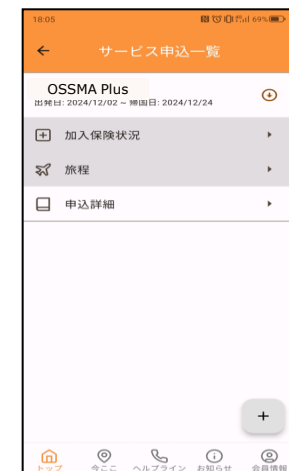 18:05
69%
サービス申込一覧
OSSMA Plus
出発日: 2024/12/02 ~ 帰国日: 2024/12/24
加入保険状況
旅程
申込詳細
+
トップ 今ここ ヘルプライン お知らせ 会員情報